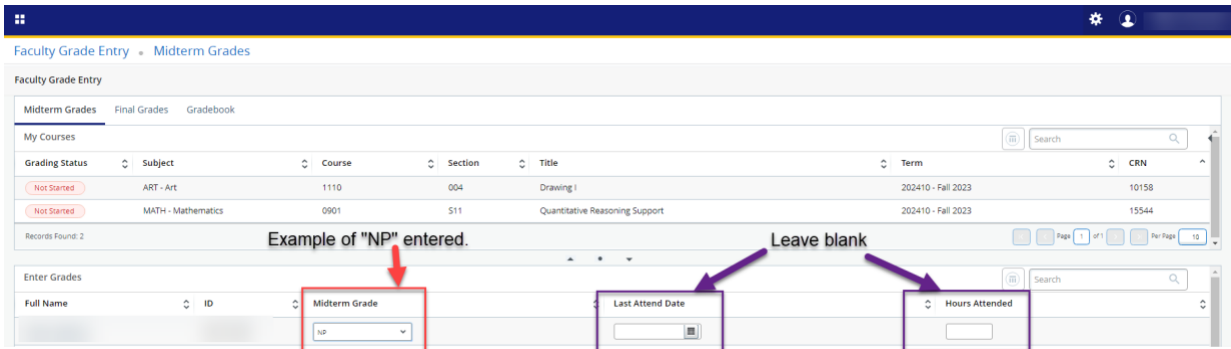 Faculty Grade Entry • Midterm Grades
Faculty Grade Entry
Midterm Grades Final Grades Gradebook
My Courses Search
Grading Status Subject Course Section Title Term CRN
Not Started ART - Art 1110 004 Drawing I 202410 - Fall 2023 10158
Not Started MATH - Mathematics 0901 S11 Quantitative Reasoning Support 202410 - Fall 2023 15544
Records Found: 2 Page 1 of 1 Per Page 10
Example of "NP" entered. Leave blank
Enter Grades Search
Full Name ID Midterm Grade Last Attend Date Hours Attended
NP